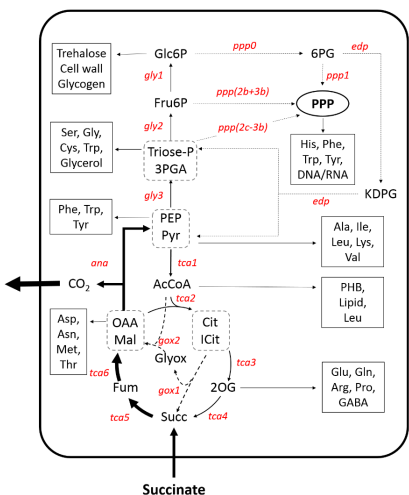 Trehalose
Cell wall
Glycogen
Glc6P
ppp0
6PG
edp
gly1
ppp1
Fru6P
ppp(2b+3b)
PPP
gly2
ppp(2c-3b)
Ser, Gly,
Cys, Trp,
Glycerol
Triose-P
3PGA
His, Phe,
Trp, Tyr,
DNA/RNA
gly3
KDPG
edp
Phe, Trp,
Tyr
PEP
Pyr
Ala, Ile,
Leu, Lys,
Val
ana
tca1
CO2
AcCoA
tca2
PHB,
Lipid,
Leu
Asp,
Asn,
Met,
Thr
OAA
Mal
Cit
ICit
gox2
Glyox
tca3
tca6
Fum
gox1
2OG
Glu, Gln,
Arg, Pro,
GABA
tca5
Succ
tca4
Succinate